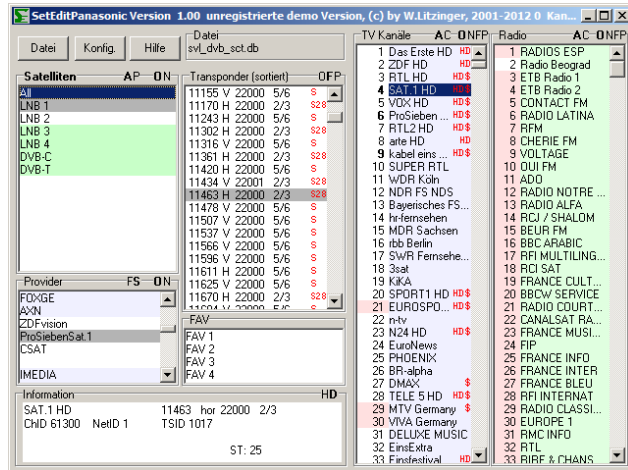 SetEditPanasonic Version 1.00 unregistrierte demo Version, (c) by W.Litzinger, 2001-2012 0 Kan...
Datei
Konfig.
Hilfe
Datei
svl_dvb_sct.db
Satelliten AP ON
All
LNB 1
LNB 2
LNB 3
LNB 4
DVB-C
DVB-T
Transponder (sortiert) OFP
11155 V 22000 5/6 S
11170 H 22000 2/3 S28
11243 H 22000 5/6 S
11302 H 22000 2/3 S28
11316 V 22000 5/6 S
11361 H 22000 2/3 S28
11420 H 22000 5/6 S
11434 V 22001 2/3 S28
11463 H 22000 2/3 S28
11478 V 22000 5/6 S
11507 V 22000 5/6 S
11537 V 22000 5/6 S
11566 V 22000 5/6 S
11596 V 22000 5/6 S
11611 H 22000 5/6 S
11625 V 22000 5/6 S
11670 H 22000 2/3 S28
Provider FS ON
FOXGE
AXN
ZDFvision
ProSiebenSat.1
CSAT
IMEDIA
FAV
FAV 1
FAV 2
FAV 3
FAV 4
Information HD
SAT.1 HD 11463 hor 22000 2/3
ChID 61300 NetID 1 TSID 1017
ST: 25
TV Kanäle AC ONFP
1 Das Erste HD HD
2 ZDF HD HD
3 RTL HD HD$
4 SAT.1 HD HD$
5 VOX HD HD$
6 ProSieben ... HD$
7 RTL2 HD HD$
8 arte HD HD
9 kabel eins ... HD$
10 SUPER RTL
11 WDR Köln
12 NDR FS NDS
13 Bayerisches FS...
14 hr-fernsehen
15 MDR Sachsen
16 rbb Berlin
17 SWR Fernsehe...
18 3sat
19 KiKA
20 SPORT1 HD HD$
21 EUROSPO... HD$
22 n-tv
23 N24 HD HD$
24 EuroNews
25 PHOENIX
26 BR-alpha
27 DMAX $
28 TELE 5 HD HD$
29 MTV Germany $
30 VIVA Germany
31 DELUXE MUSIC
32 EinsExtra
33 Einsfestival HD
Radio AC ONFP
1 RADIOS ESP
2 Radio Beograd
3 ETB Radio 1
4 ETB Radio 2
5 CONTACT FM
6 RADIO LATINA
7 RFM
8 CHERIE FM
9 VOLTAGE
10 OUI FM
11 ADO
12 RADIO NOTRE ...
13 RADIO ALFA
14 RCJ / SHALOM
15 BEUR FM
16 BBC ARABIC
17 RFI MULTILING...
18 RCI SAT
19 FRANCE CULT...
20 BBCW SERVICE
21 RADIO COURT...
22 CANALSAT RA...
23 FRANCE MUSI...
24 FIP
25 FRANCE INFO
26 FRANCE INTER
27 FRANCE BLEU
28 RFI INTERNAT
29 RADIO CLASSI...
30 EUROPE 1
31 RMC INFO
32 RTL
33 RIRE & CHANS